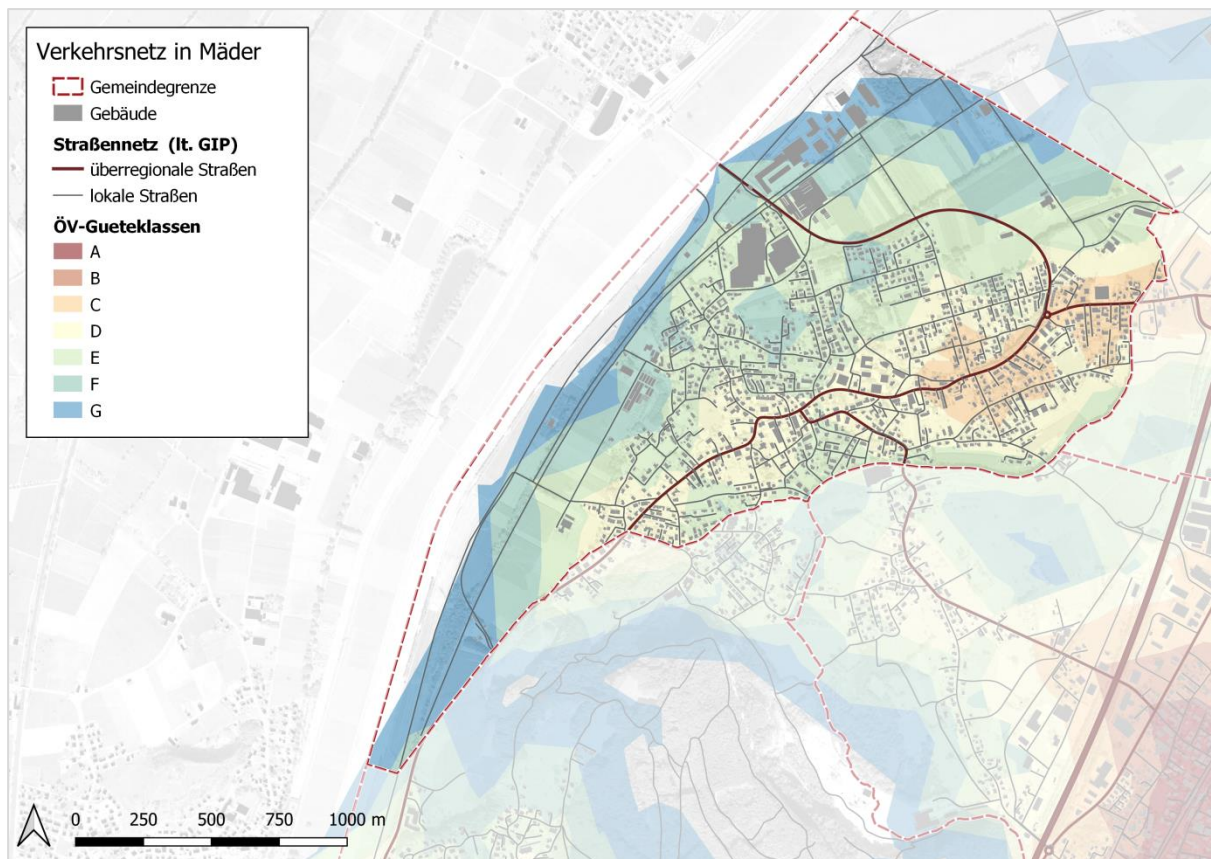 Verkehrsnetz in Mäder
Gemeindegrenze
Gebäude
Straßennetz (lt. GIP)
überregionale Straßen
lokale Straßen
ÖV-Gueteklassen
A
B
C
D
E
F
G
0 250 500 750 1000 m